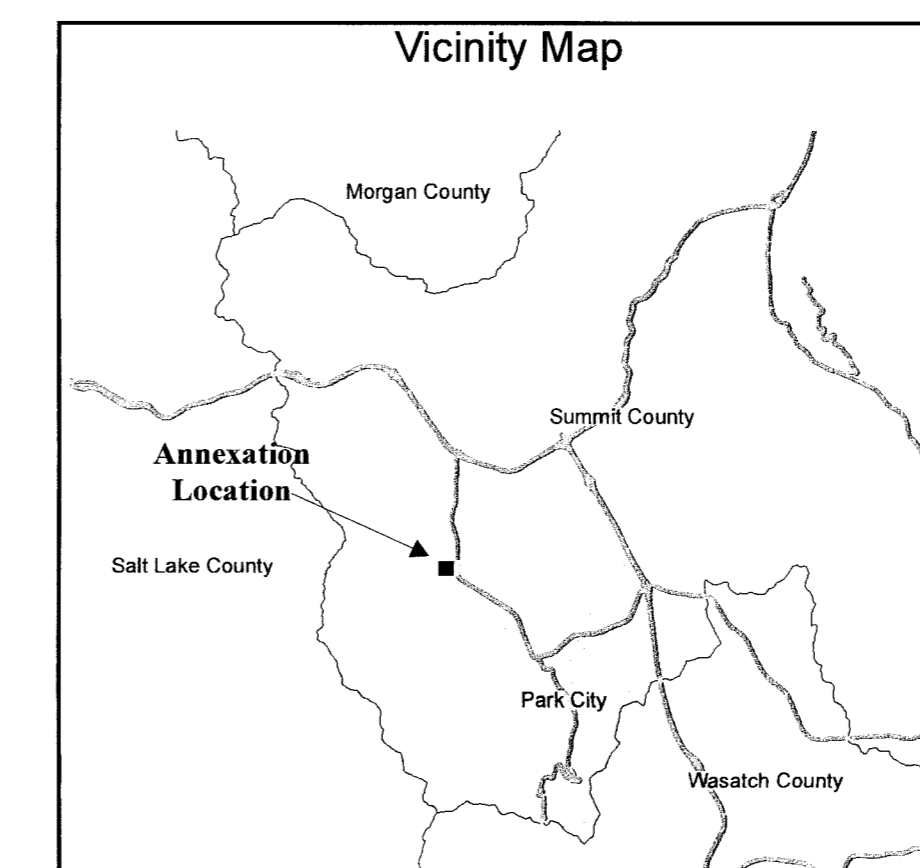 Vicinity Map
Morgan County
Summit County
Annexation
Location
Salt Lake County
Park City
Wasatch County